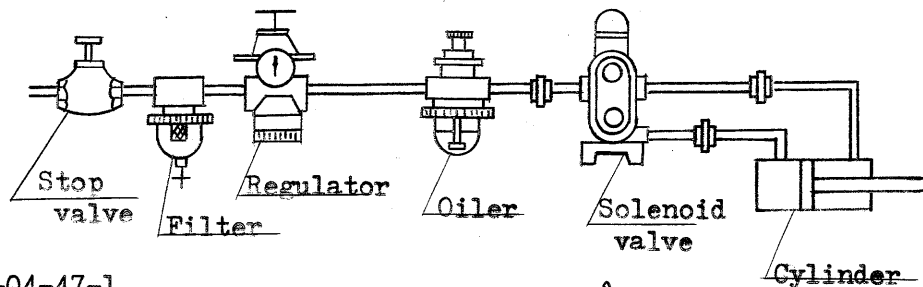 Stop
valve
Filter
Regulator
Oiler
Solenoid
valve
Cylinder
-04-47-1